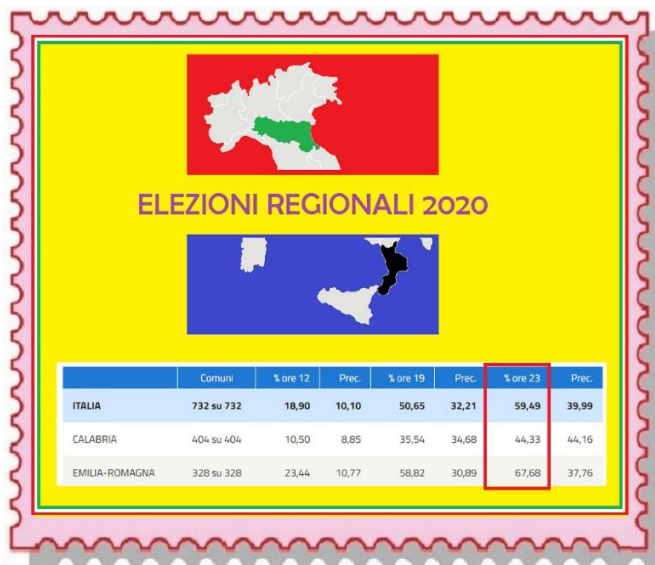 ELEZIONI REGIONALI 2020
Comuni % ore 12 Prec. % ore 19 Prec. % ore 23 Prec.
ITALIA 732 su 732 18,90 10,10 50,65 32,21 59,49 39,99
CALABRIA 404 su 404 10,50 8,85 35,54 34,68 44,33 44,16
EMILIA-ROMAGNA 328 su 328 23,44 10,77 58,82 30,89 67,68 37,76